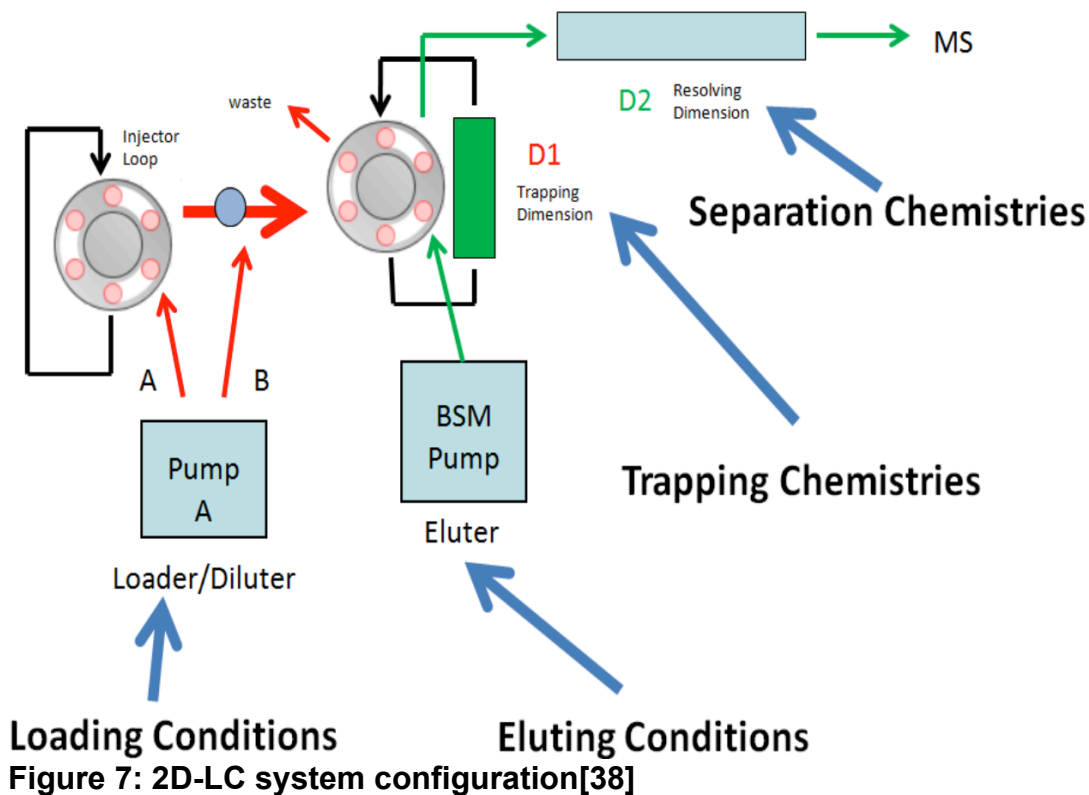 MS
waste
Injector
Loop
D1
Trapping
Dimension
D2
Resolving
Dimension
Separation Chemistries
A
B
Pump
A
Loader/Diluter
BSM
Pump
Eluter
Trapping Chemistries
Loading Conditions
Eluting Conditions
Figure 7: 2D-LC system configuration[38]